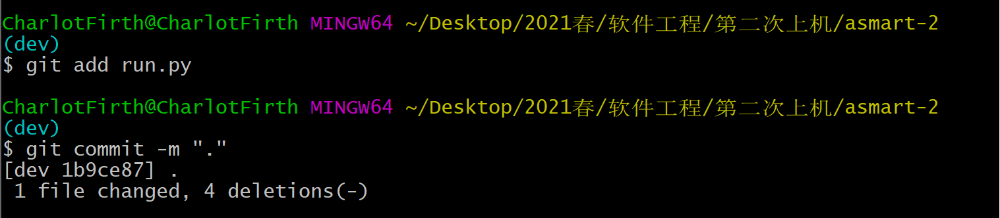 CharlotFirth@CharlotFirth MINGW64 ~/Desktop/2021春/软件工程/第二次上机/asmart-2
(dev)
$ git add run.py
CharlotFirth@CharlotFirth MINGW64 ~/Desktop/2021春/软件工程/第二次上机/asmart-2
(dev)
$ git commit -m "."
[dev 1b9ce87] .
 1 file changed, 4 deletions(-)